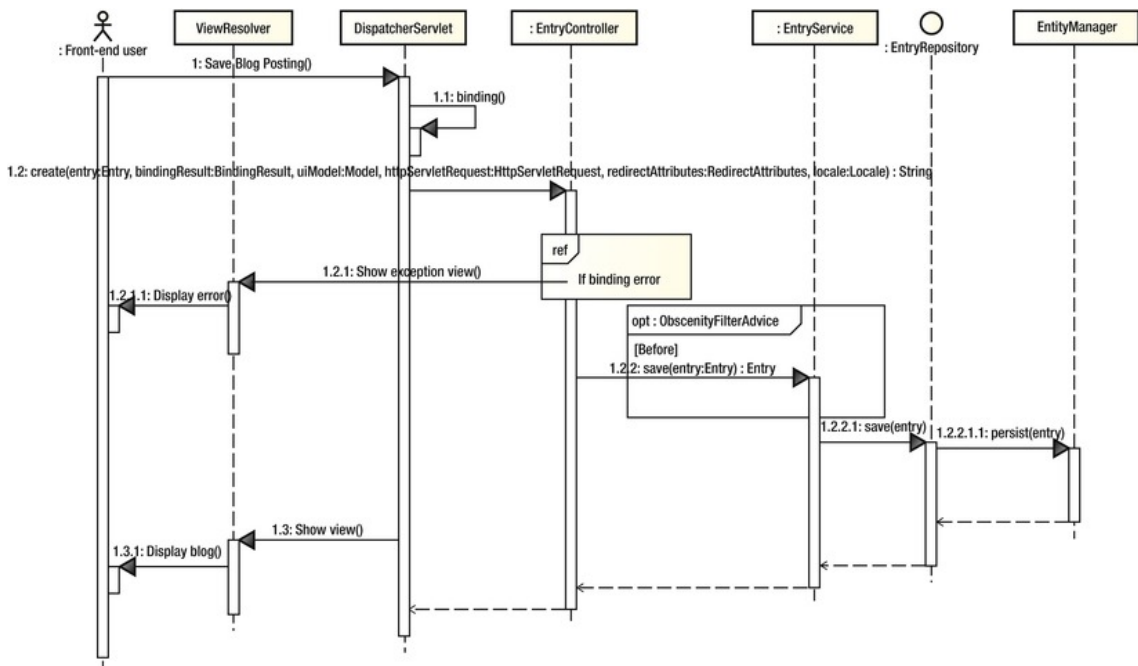 ViewResolver
DispatcherServlet
: EntryController
: EntryService
EntityManager
: Front-end user
: EntryRepository
1: Save Blog Posting()
1.1: binding()
1.2: create(entry:Entry, bindingResult:BindingResult, uiModel:Model, httpServletRequest:HttpServletRequest, redirectAttributes:RedirectAttributes, locale:Locale) : String
ref
1.2.1: Show exception view()
If binding error
1.2.1.1: Display error()
opt : ObscenityFilterAdvice
[Before]
1.2.2: save(entry:Entry) : Entry
1.2.2.1: save(entry)
1.2.2.1.1: persist(entry)
1.3: Show view()
1.3.1: Display blog()